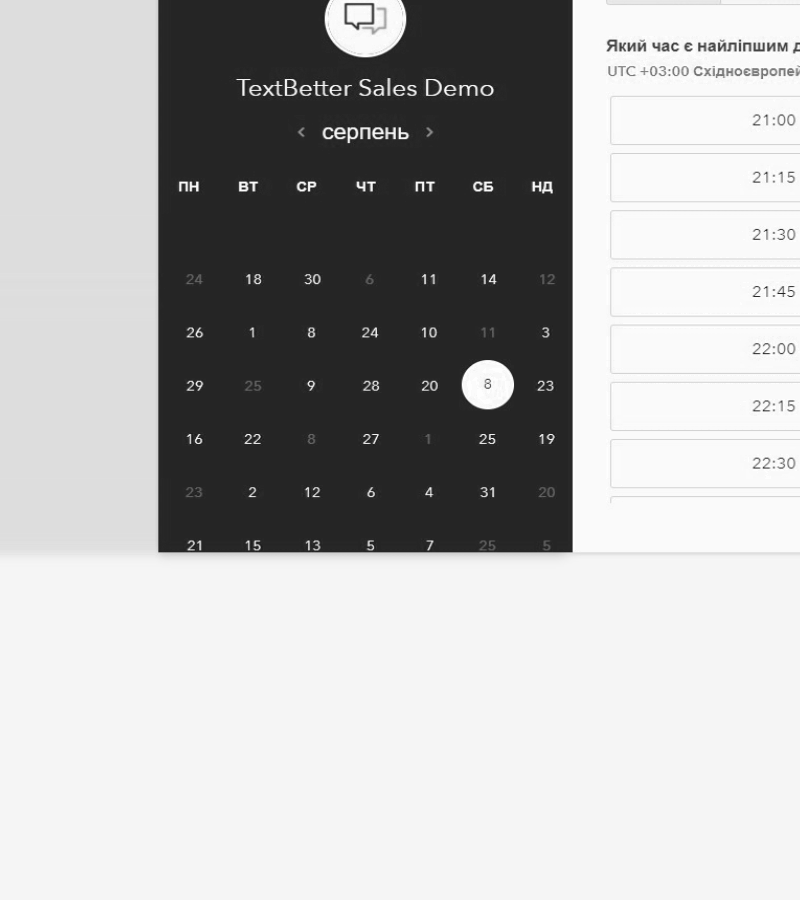 TextBetter Sales Demo
< серпень >
ПН ВТ СР ЧТ ПТ СБ НД
24 18 30 6 11 14 12
26 1 8 24 10 11 3
29 25 9 28 20 8 23
16 22 8 27 1 25 19
23 2 12 6 4 31 20
21 15 13 5 7 25 5
Який час є найліпшим
UTC +03:00
21:00
21:15
21:30
21:45
22:00
22:15
22:30